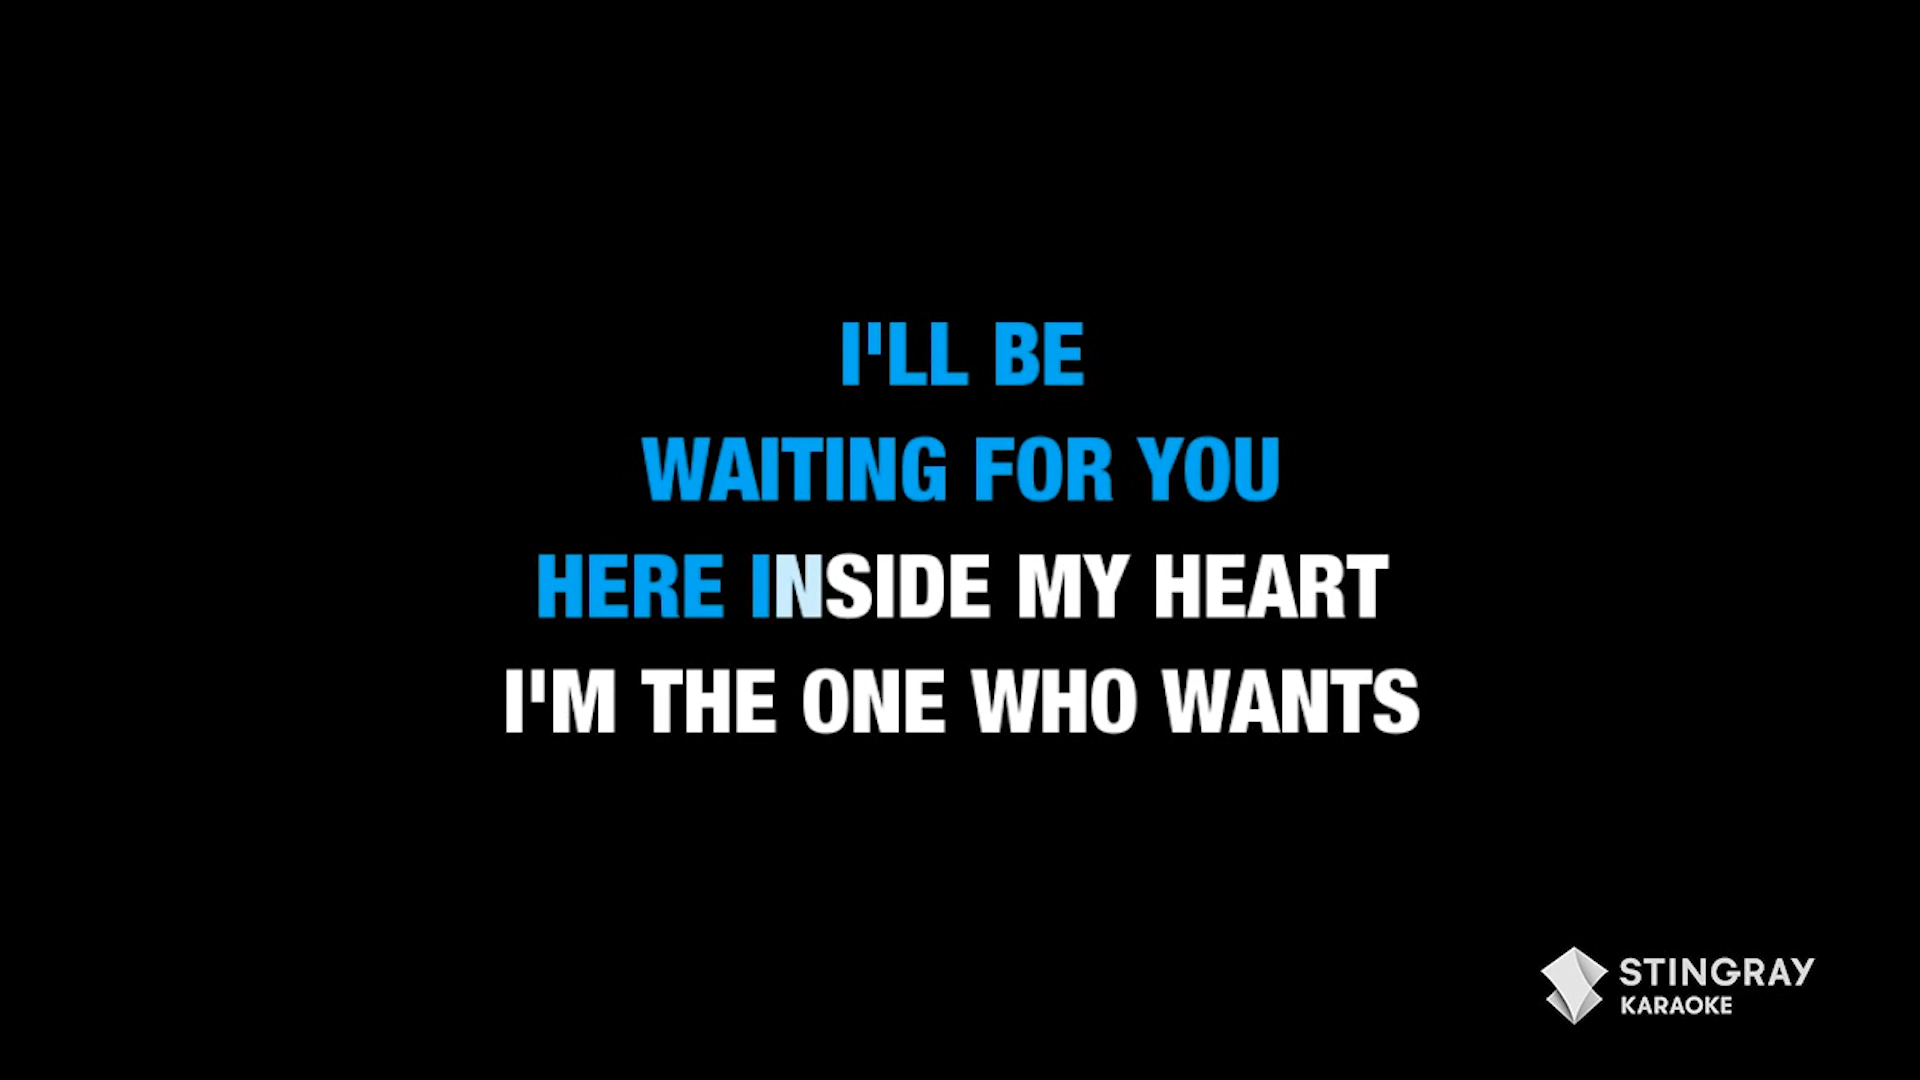 I'LL BE
WAITING FOR YOU
HERE INSIDE MY HEART
I'M THE ONE WHO WANTS
STINGRAY
KARAOKE